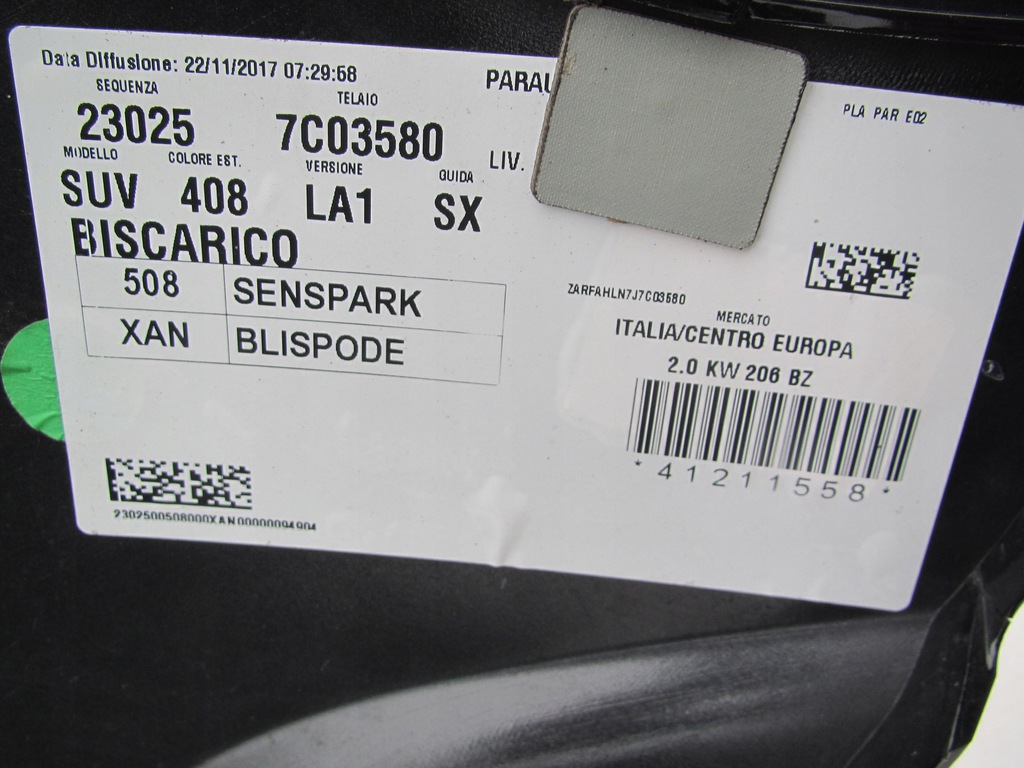 Data Diffusione: 22/11/2017 07:29:58
SEQUENZA TELAIO
23025 7C03580
MODELLO COLORE EST. VERSIONE GUIDA
SUV 408 LA1 SX
LIV.
PLA PAR E02
BISCARICO
508 SENSPARK
XAN BLISPODE
ZARFAHLN7J7C03580
MERCATO
ITALIA/CENTRO EUROPA
2.0 KW 206 BZ
*41211558*